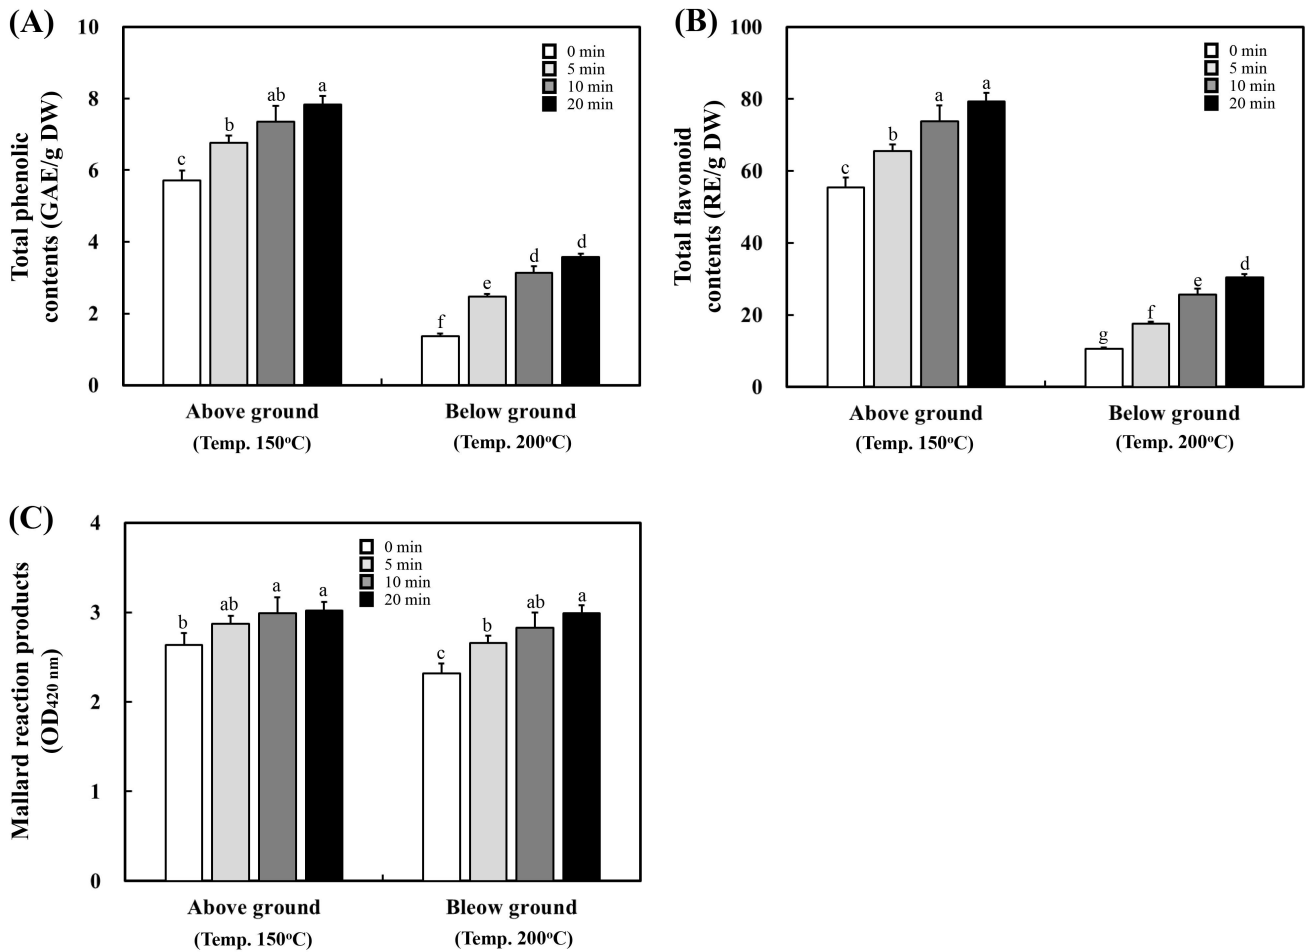 (A)
Total phenolic
contents (GAE/g DW)
10
8
6
4
2
0
0 min
5 min
10 min
20 min
c
b
ab
a
f
e
d
d
Above ground
(Temp. 150°C)
Below ground
(Temp. 200°C)
(B)
Total flavonoid
contents (RE/g DW)
100
80
60
40
20
0
0 min
5 min
10 min
20 min
c
b
a
a
g
f
e
d
Above ground
(Temp. 150°C)
Below ground
(Temp. 200°C)
(C)
Mallard reaction products
(OD420 nm)
4
3
2
1
0
0 min
5 min
10 min
20 min
b
ab
a
a
c
b
ab
a
Above ground
(Temp. 150°C)
Bleow ground
(Temp. 200°C)